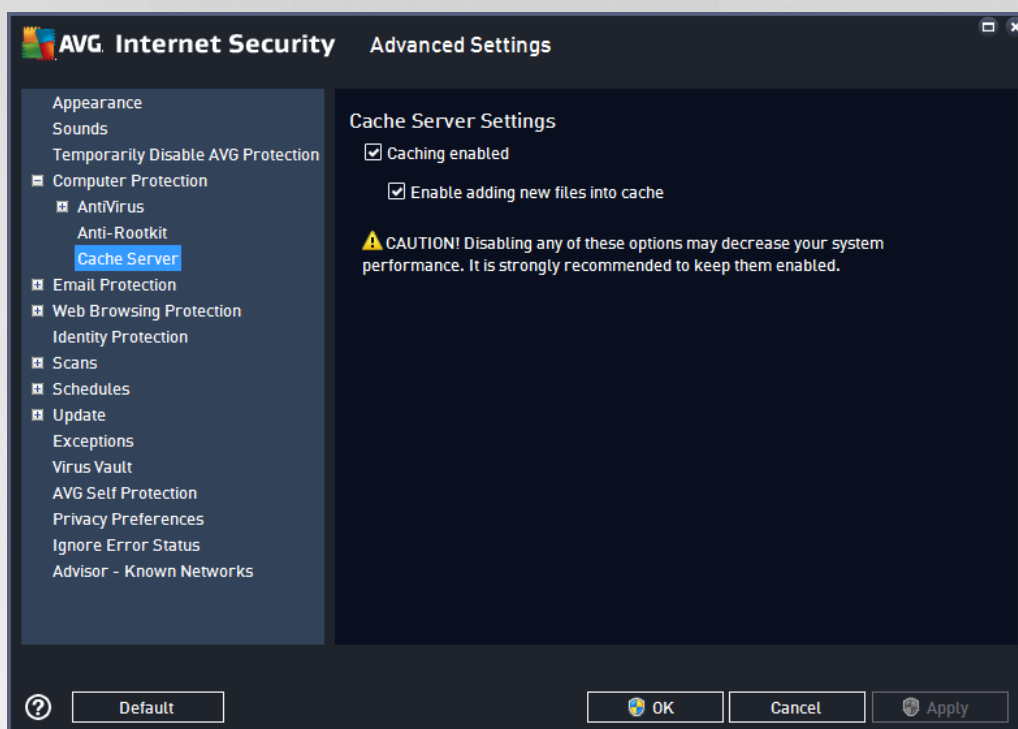 AVG. Internet Security Advanced Settings
Appearance
Sounds
Temporarily Disable AVG Protection
Computer Protection
AntiVirus
Anti-Rootkit
Cache Server
Email Protection
Web Browsing Protection
Identity Protection
Scans
Schedules
Update
Exceptions
Virus Vault
AVG Self Protection
Privacy Preferences
Ignore Error Status
Advisor - Known Networks
Cache Server Settings
Caching enabled
Enable adding new files into cache
CAUTION! Disabling any of these options may decrease your system
performance. It is strongly recommended to keep them enabled.
Default
OK
Cancel
Apply